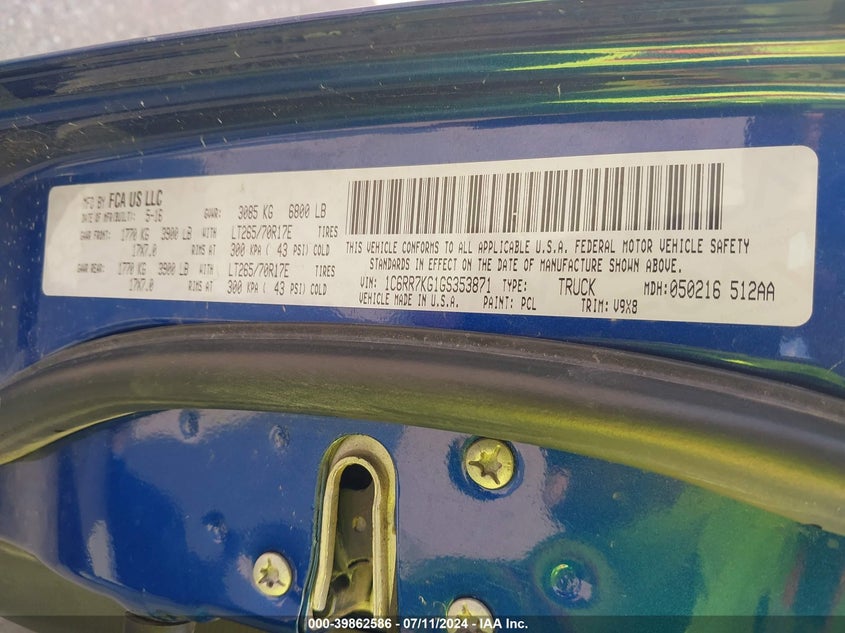 MFD BY FCA US LLC
DATE OF MFR/BUILT: 5-16 GVWR: 3085 KG 6800 LB
GAWR FRONT: 1770 KG 3900 LB WITH LT265/70R17E TIRES
17X7.0 RIMS AT 300 KPA ( 43 PSI) COLD
GAWR REAR: 1770 KG 3900 LB WITH LT265/70R17E TIRES
17X7.0 RIMS AT 300 KPA ( 43 PSI) COLD
THIS VEHICLE CONFORMS TO ALL APPLICABLE U.S.A. FEDERAL MOTOR VEHICLE SAFETY
STANDARDS IN EFFECT ON THE DATE OF MANUFACTURE SHOWN ABOVE.
VIN: 1C6RR7KG1GS353871 TYPE: TRUCK MDH: 050216 512AA
VEHICLE MADE IN U.S.A. PAINT: PCL TRIM: V9X8
000-39862586 - 07/11/2024 - IAA Inc.